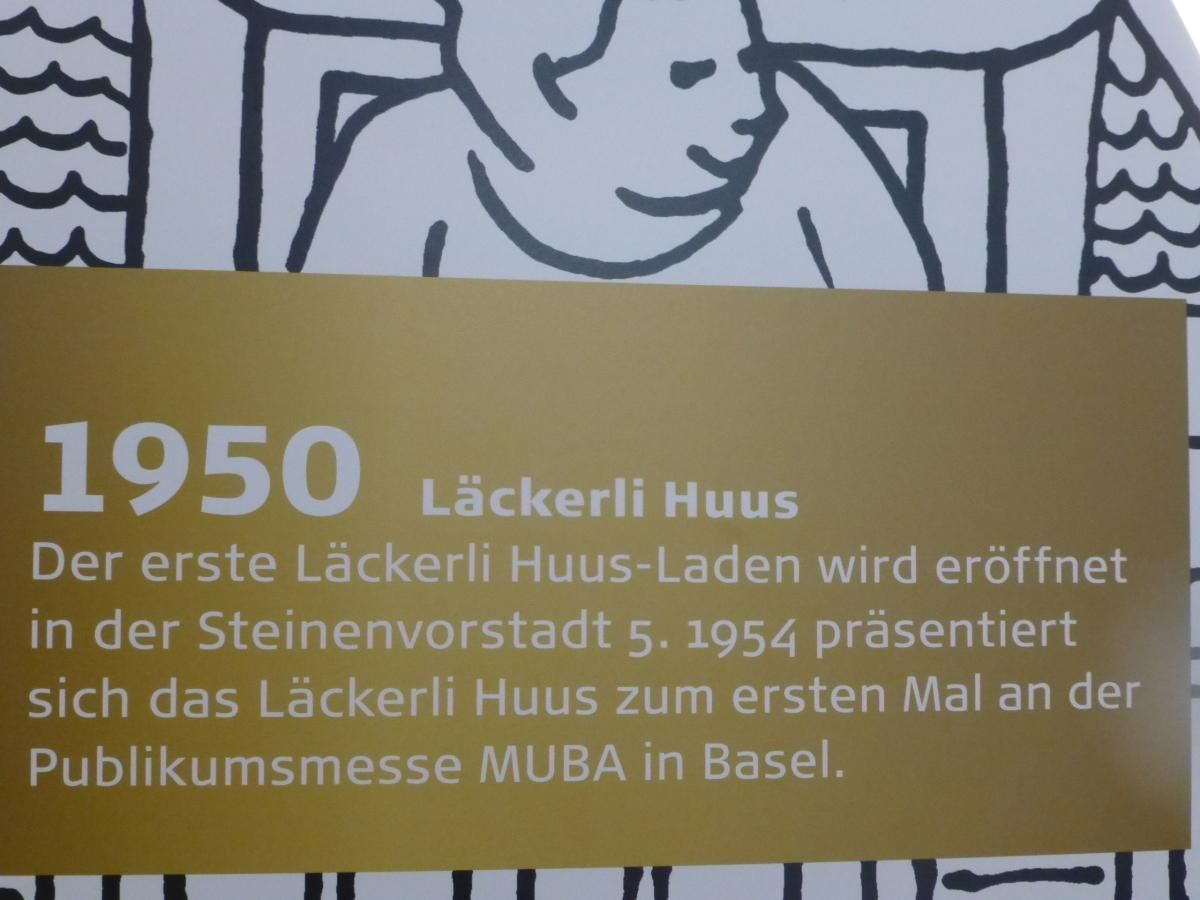 1950 Läckerli Huus
Der erste Läckerli Huus-Laden wird eröffnet
in der Steinenvorstadt 5. 1954 präsentiert
sich das Läckerli Huus zum ersten Mal an der
Publikumsmesse MUBA in Basel.